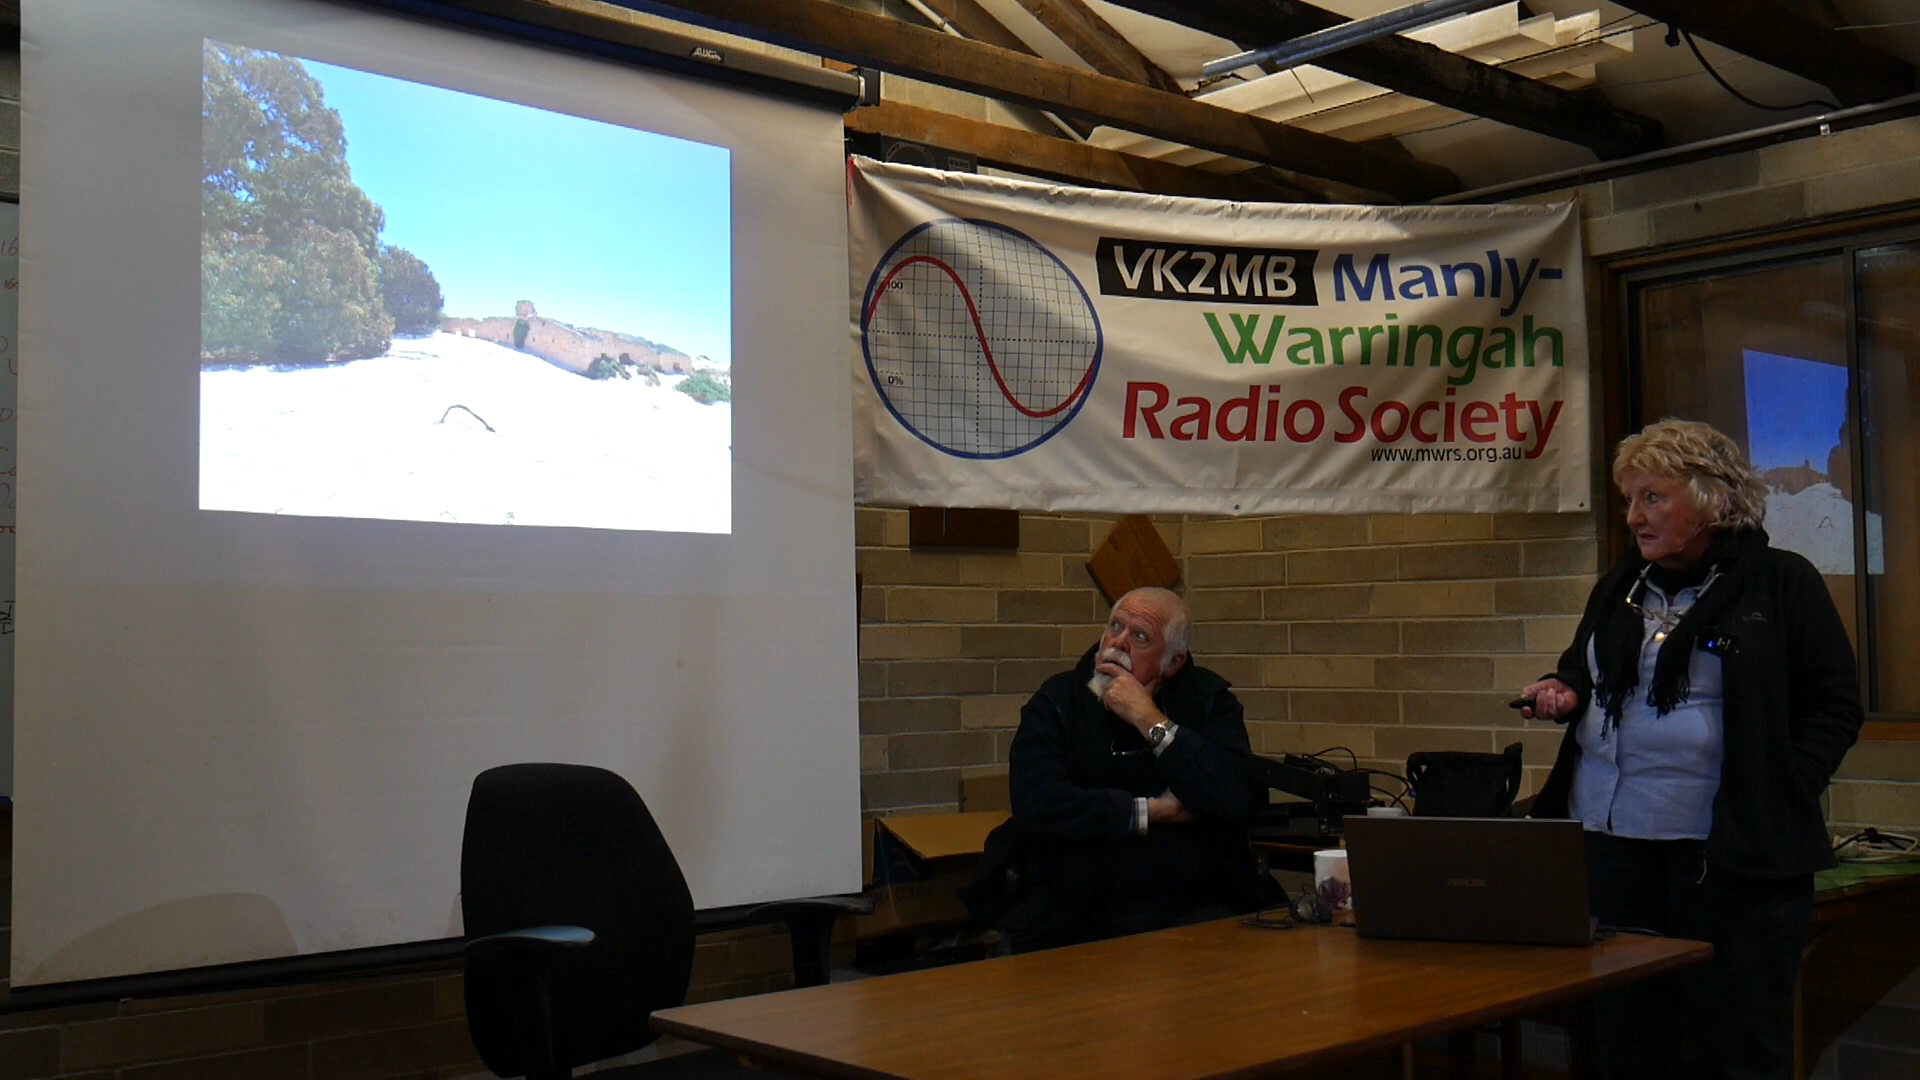 VK2MB Manly-
Warringah
Radio Society
www.mwrs.org.au
100
0%
ASUS